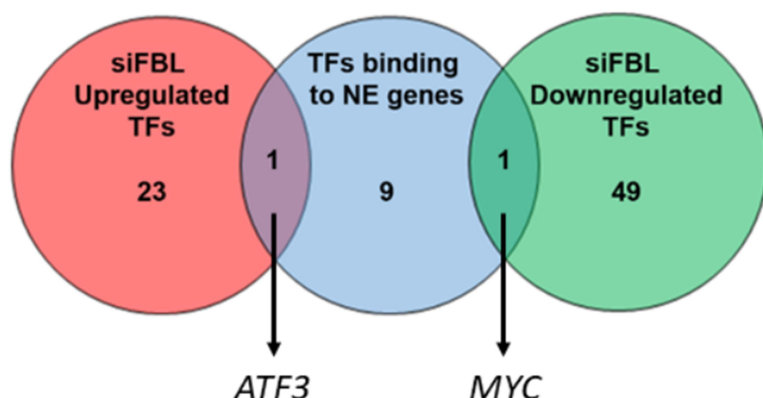 siFBL
Upregulated
TFs
23
1
TFs binding
to NE genes
9
1
siFBL
Downregulated
TFs
49
ATF3
MYC